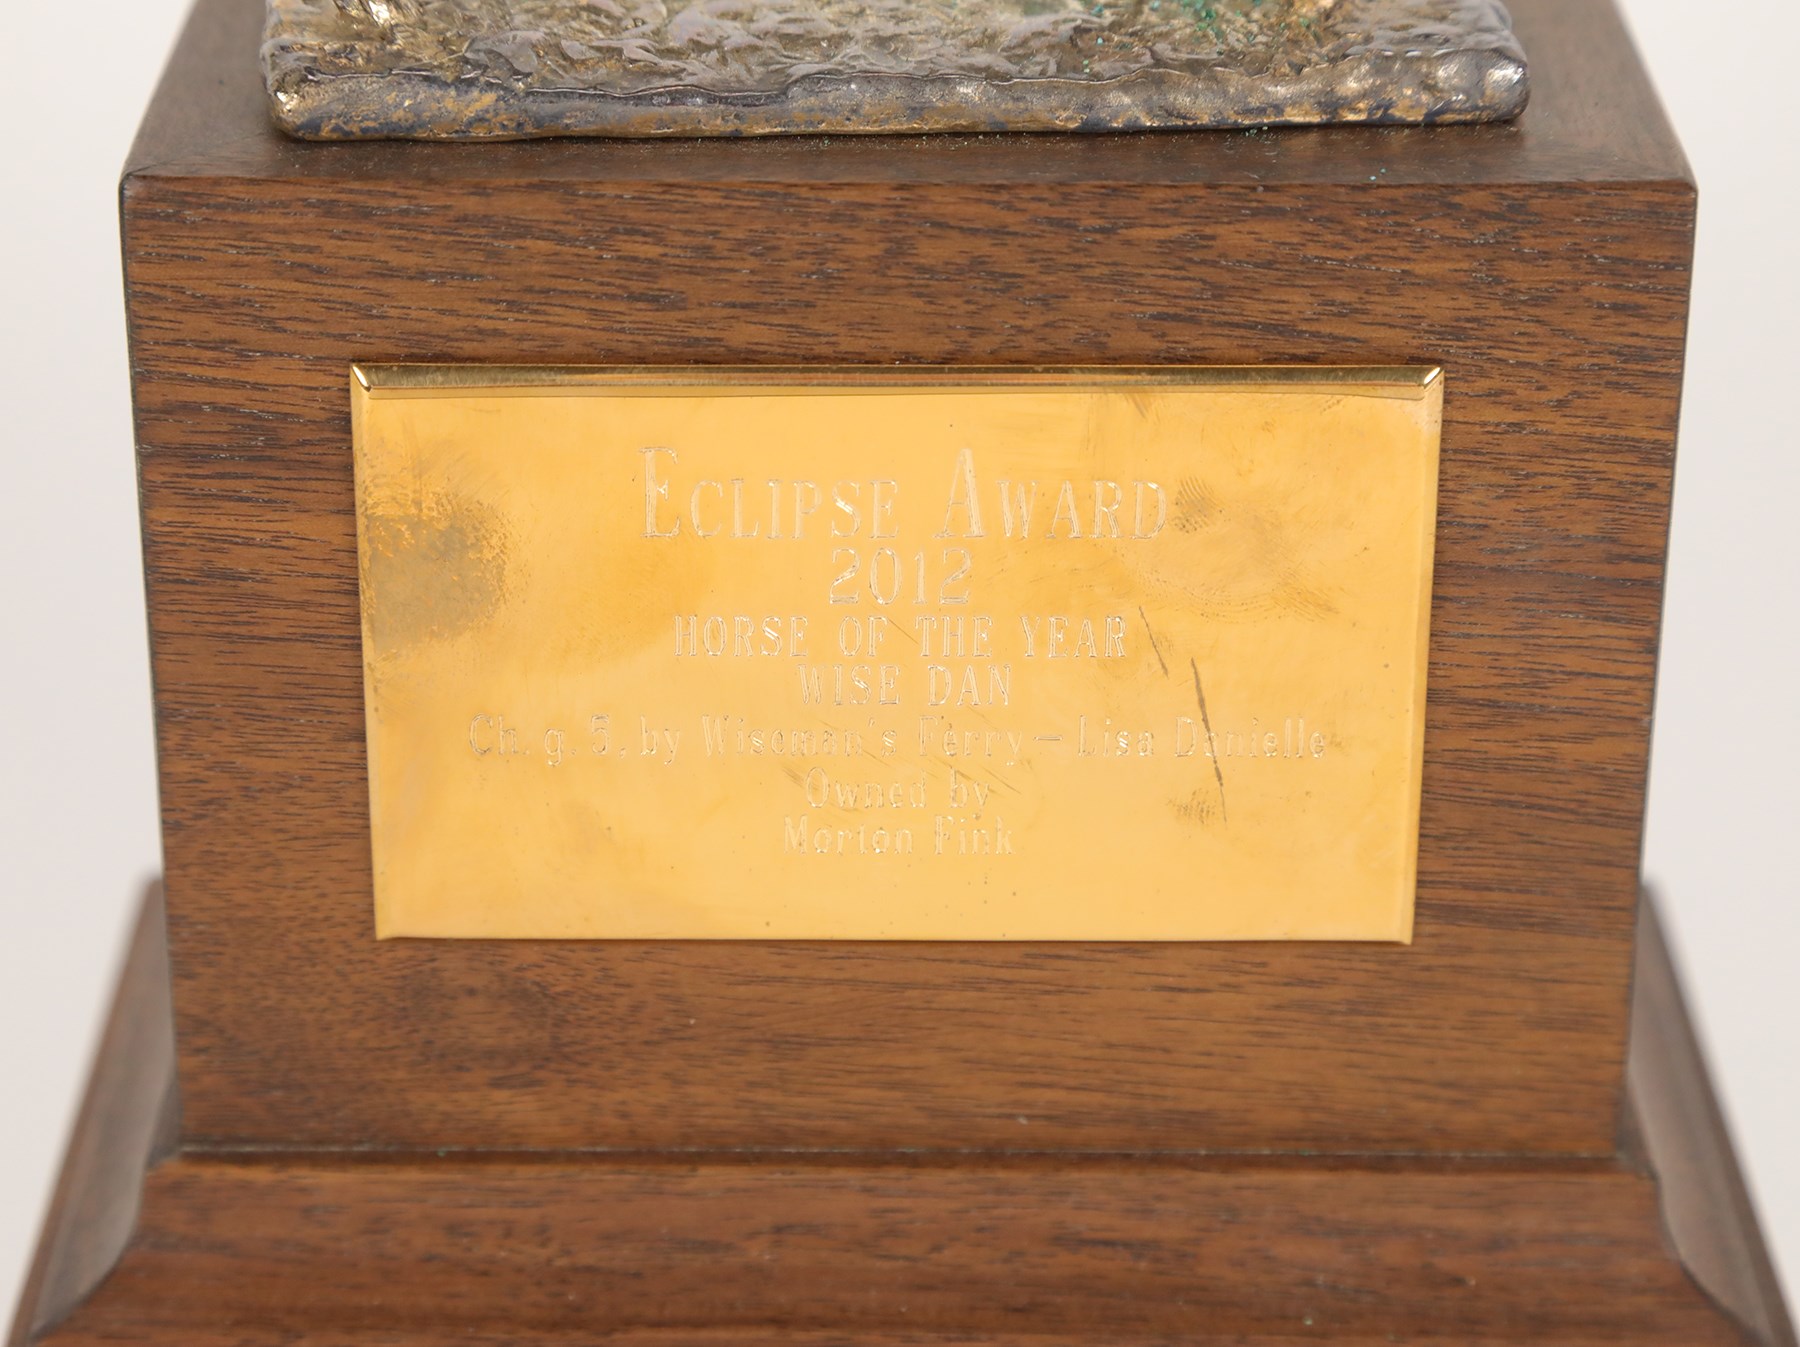 ECLIPSE AWARD
2012
HORSE OF THE YEAR
WISE DAN
Ch. g. 5, by Wiseman's Ferry – Lisa Danielle
Owned by
Morton Fink